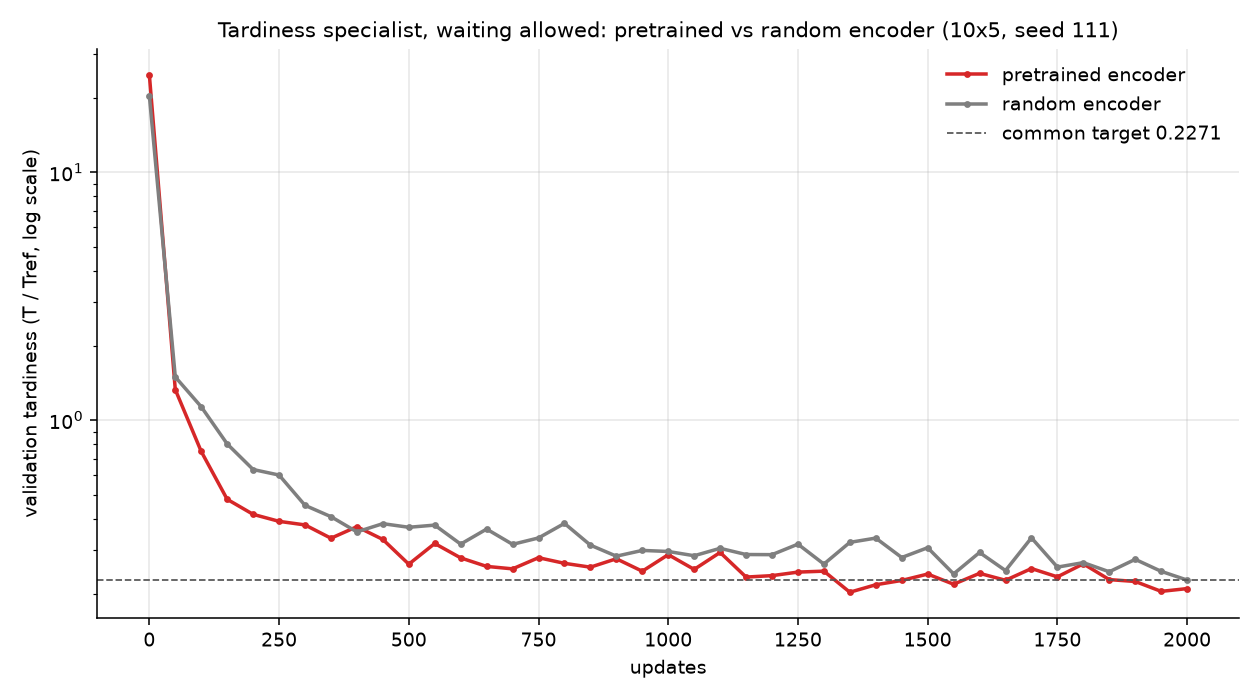 Tardiness specialist, waiting allowed: pretrained vs random encoder (10x5, seed 111)
pretrained encoder
random encoder
common target 0.2271
validation tardiness (T / Tref, log scale)
10¹
10⁰
0 250 500 750 1000 1250 1500 1750 2000
updates